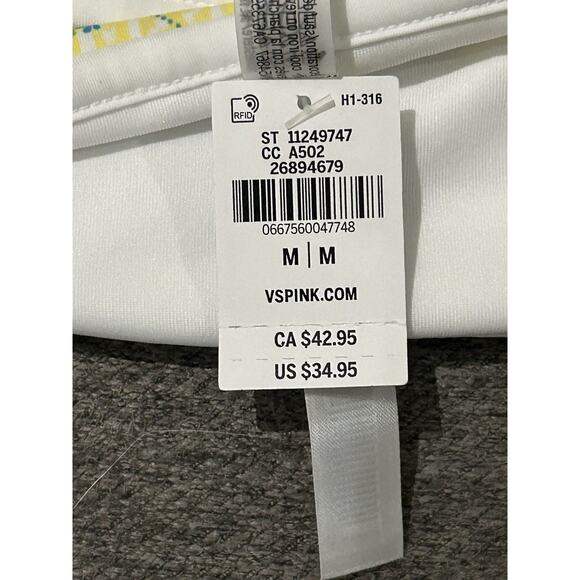 RFID
H1-316
ST 11249747
CC A502
26894679
0667560047748
M | M
VSPINK.COM
CA $42.95
US $34.95